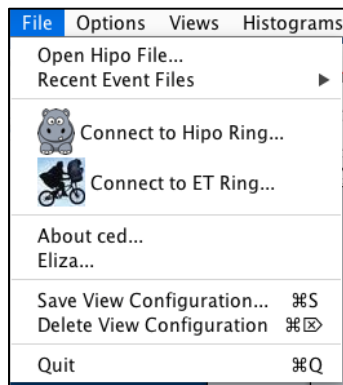 File Options Views Histograms
Open Hipo File...
Recent Event Files
Connect to Hipo Ring...
Connect to ET Ring...
About ced...
Eliza...
Save View Configuration... ⌘S
Delete View Configuration ⌘⌦
Quit ⌘Q